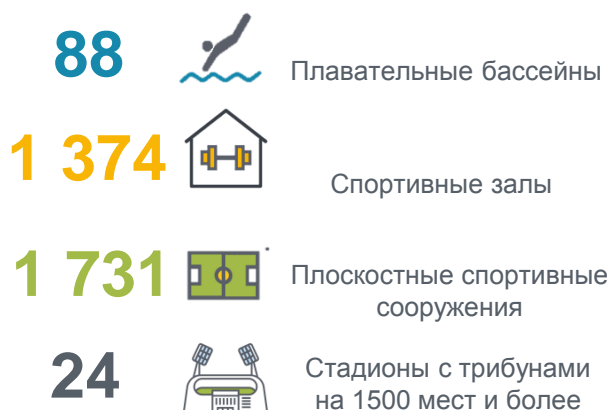 88
Плавательные бассейны
1 374
Спортивные залы
1 731
Плоскостные спортивные
сооружения
24
Стадионы с трибунами
на 1500 мест и более